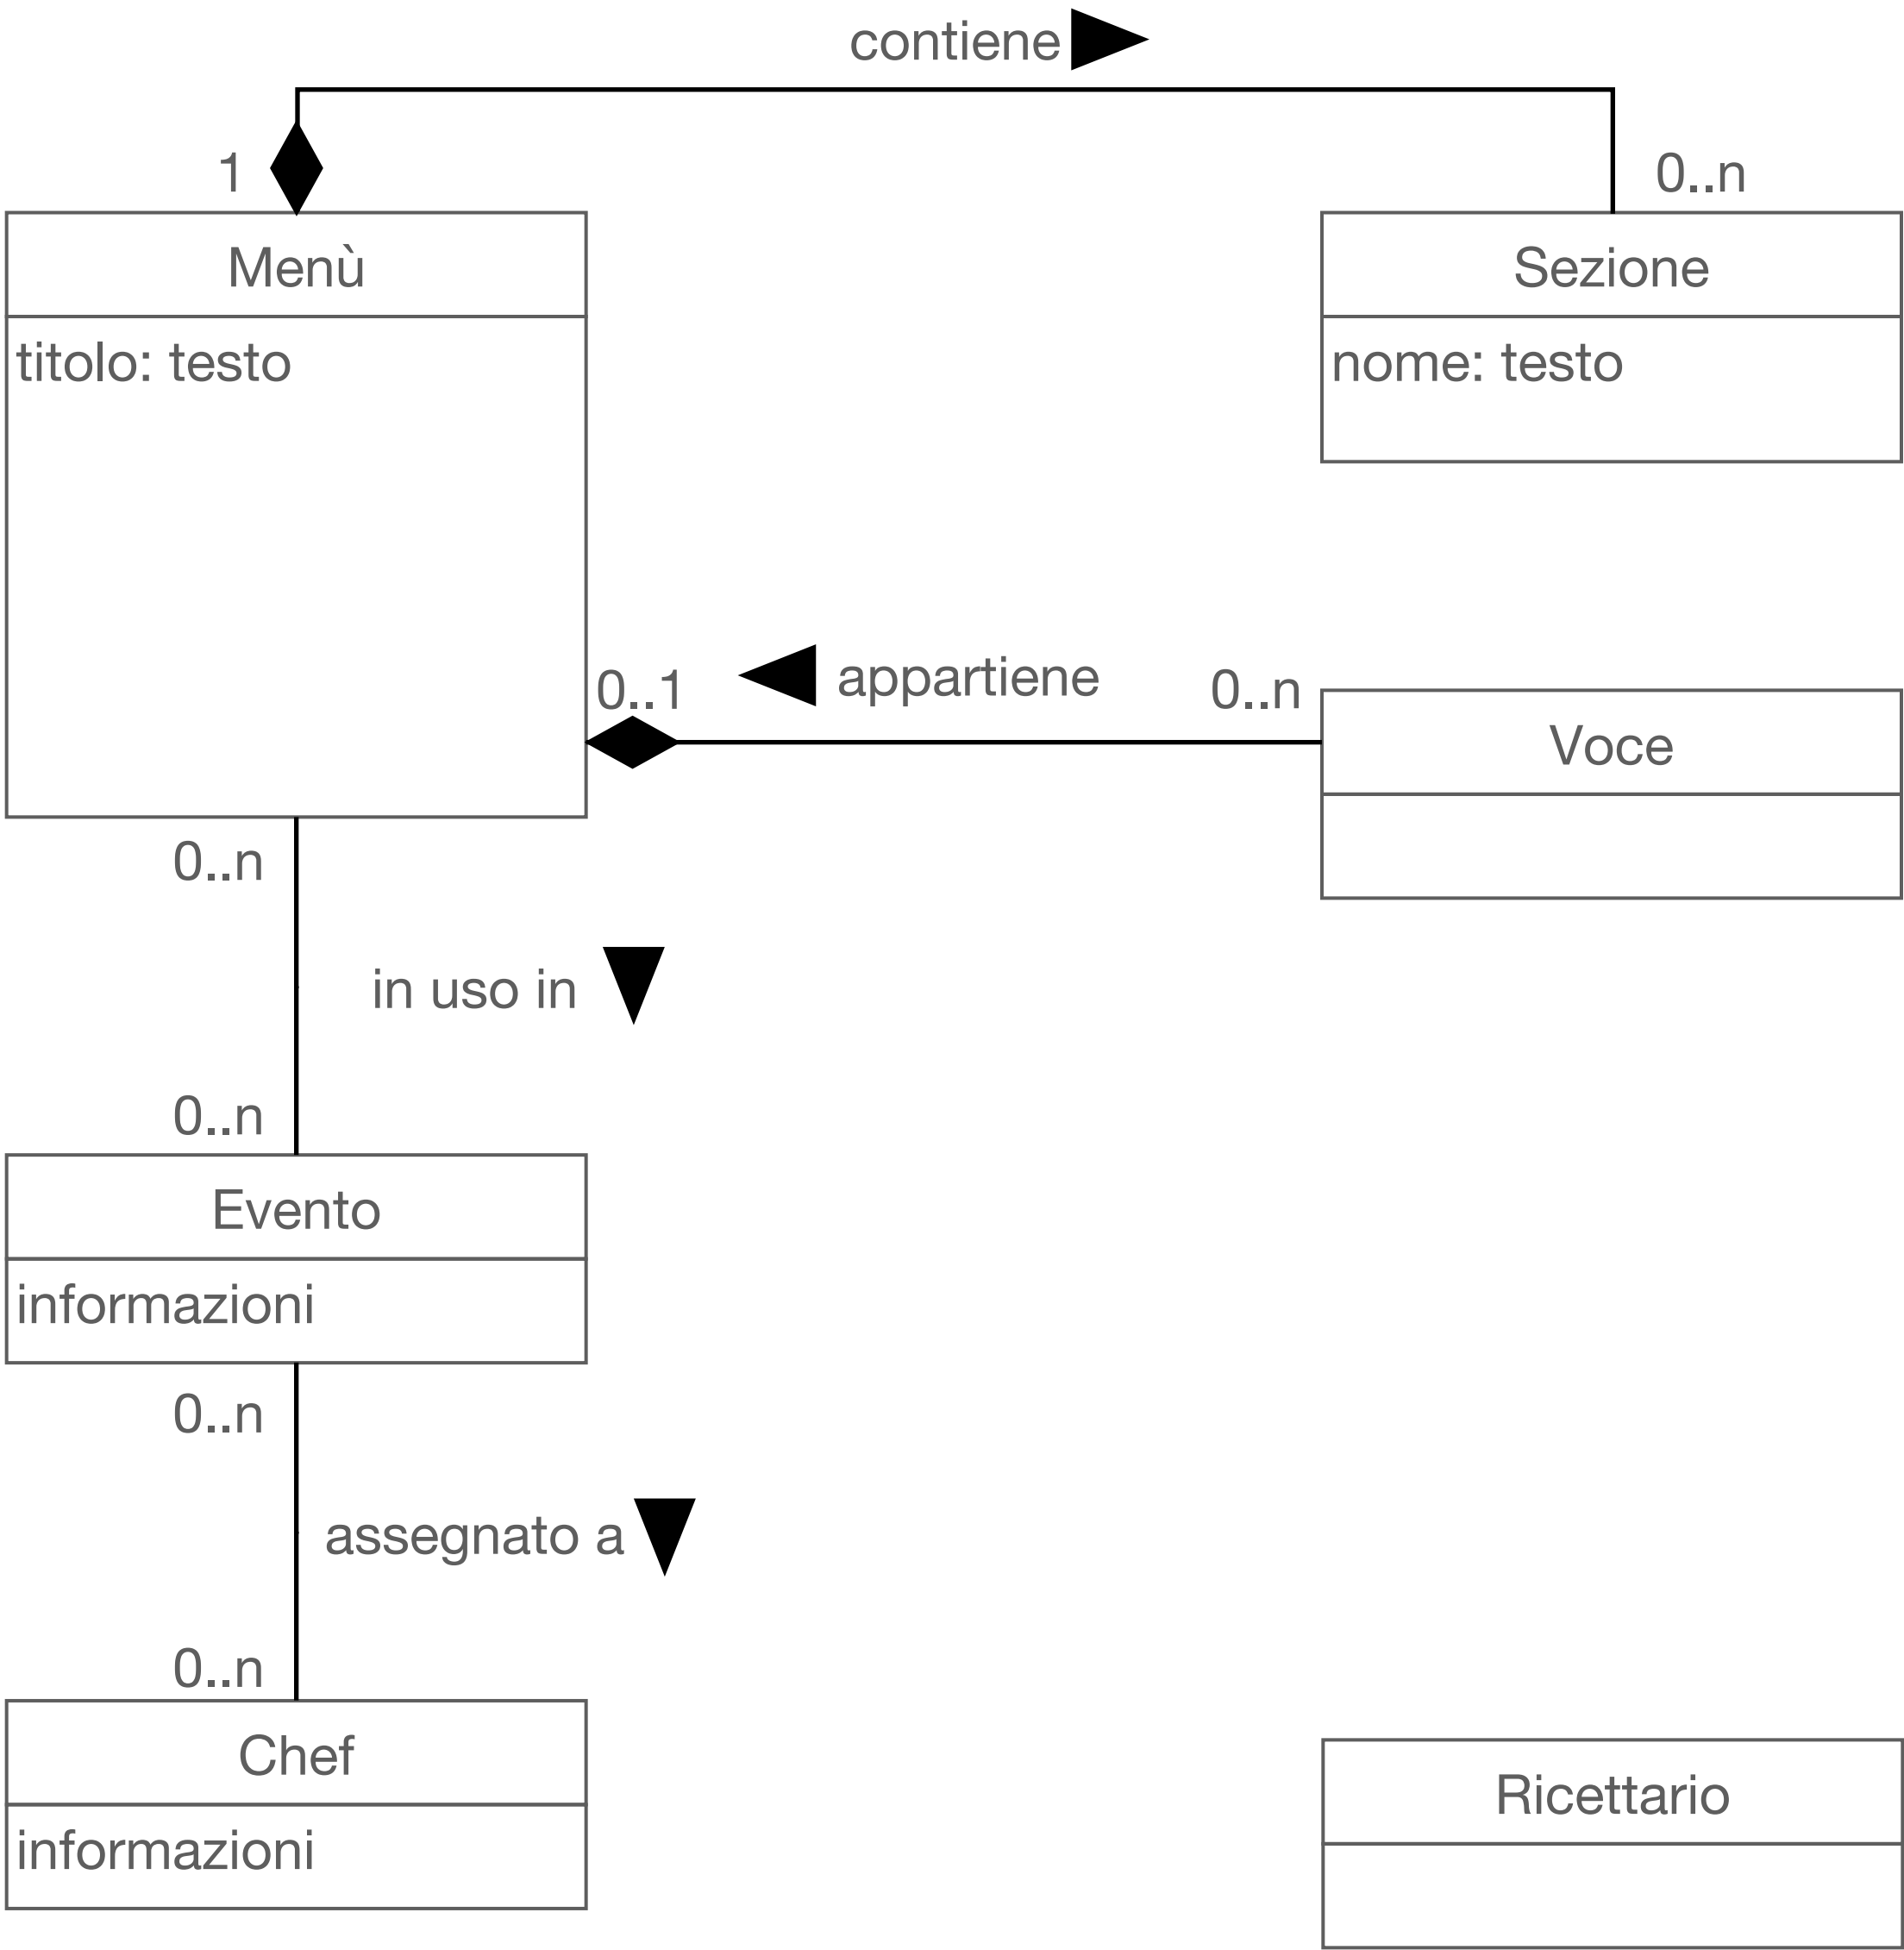 contiene
1
0..n
Menù
Sezione
titolo: testo
nome: testo
0..1
appartiene
0..n
Voce
0..n
in uso in
0..n
Evento
informazioni
0..n
assegnato a
0..n
Chef
Ricettario
informazioni